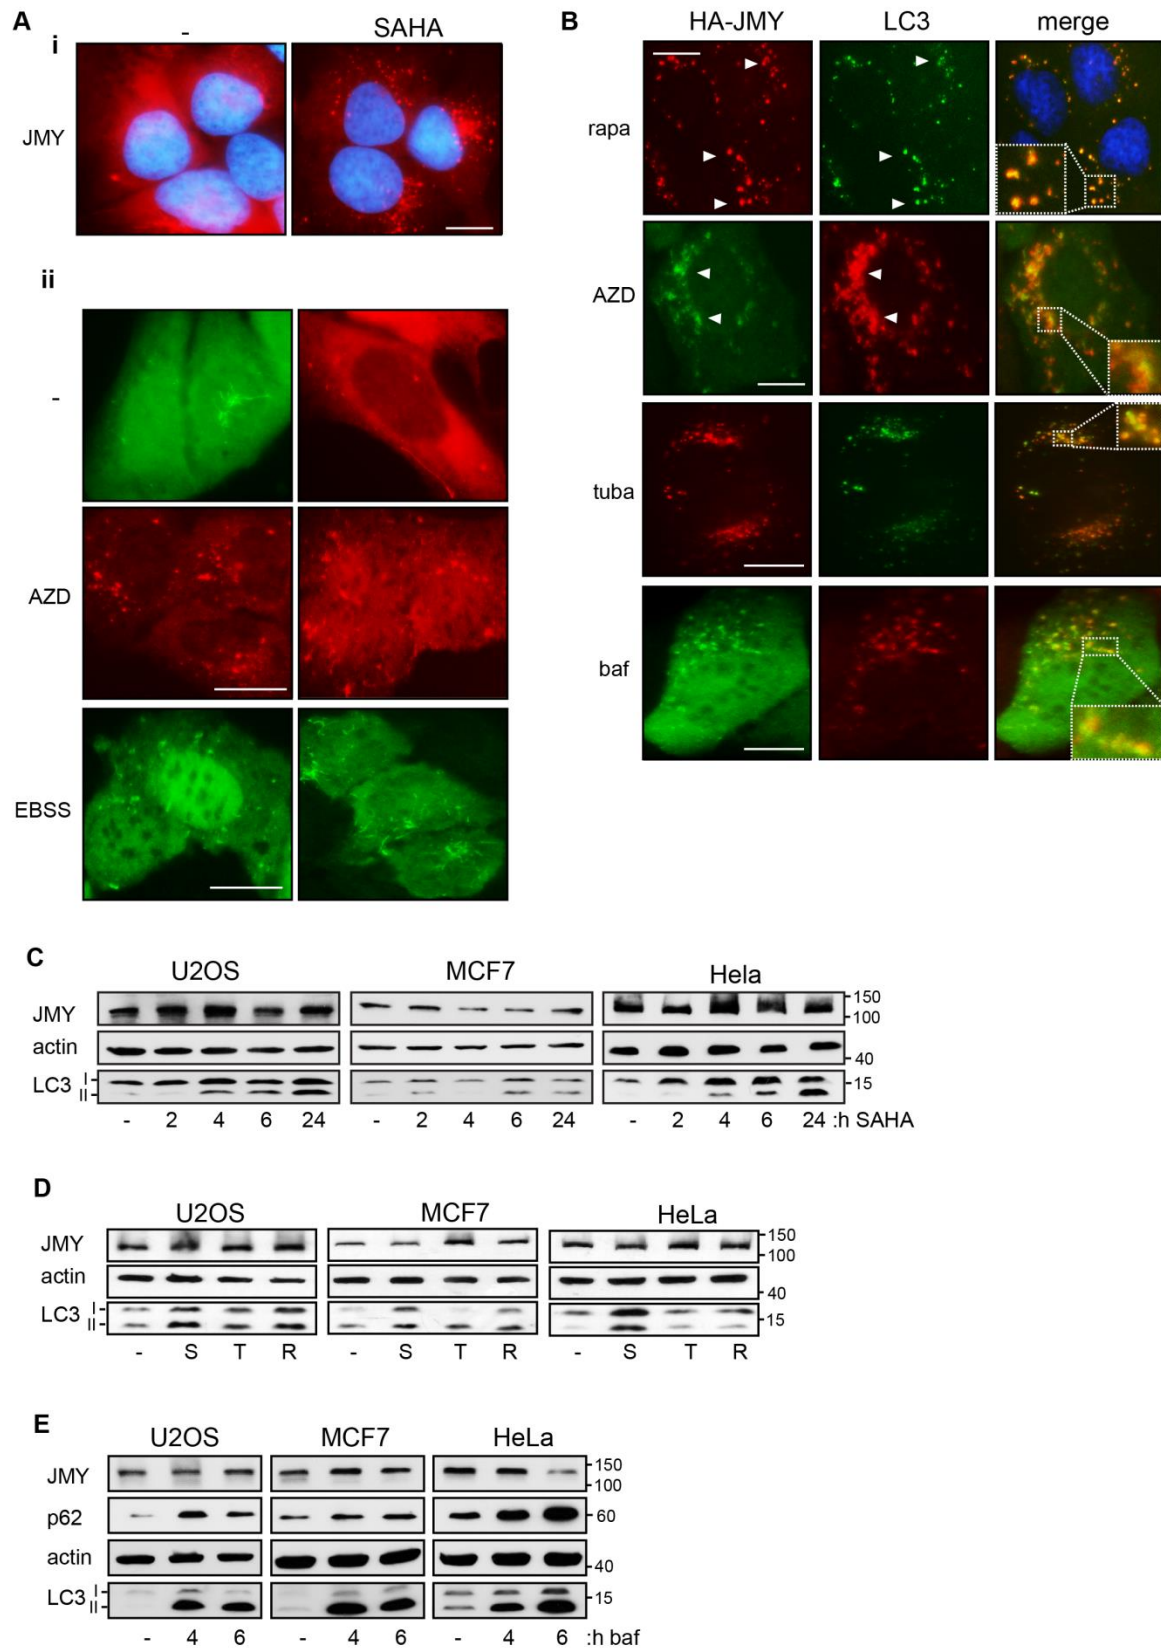 A
i
-
SAHA
JMY
ii
-
AZD
EBSS
B
HA-JMY
LC3
merge
rapa
AZD
tuba
baf
C
U2OS
MCF7
Hela
JMY
150
100
actin
40
LC3
I
II
15
-
2
4
6
24
-
2
4
6
24
-
2
4
6
24
:h SAHA
D
U2OS
MCF7
HeLa
JMY
150
100
actin
40
LC3
I
II
15
-
S
T
R
-
S
T
R
-
S
T
R
E
U2OS
MCF7
HeLa
JMY
150
100
p62
60
actin
40
LC3
I
II
15
-
4
6
-
4
6
-
4
6
:h baf